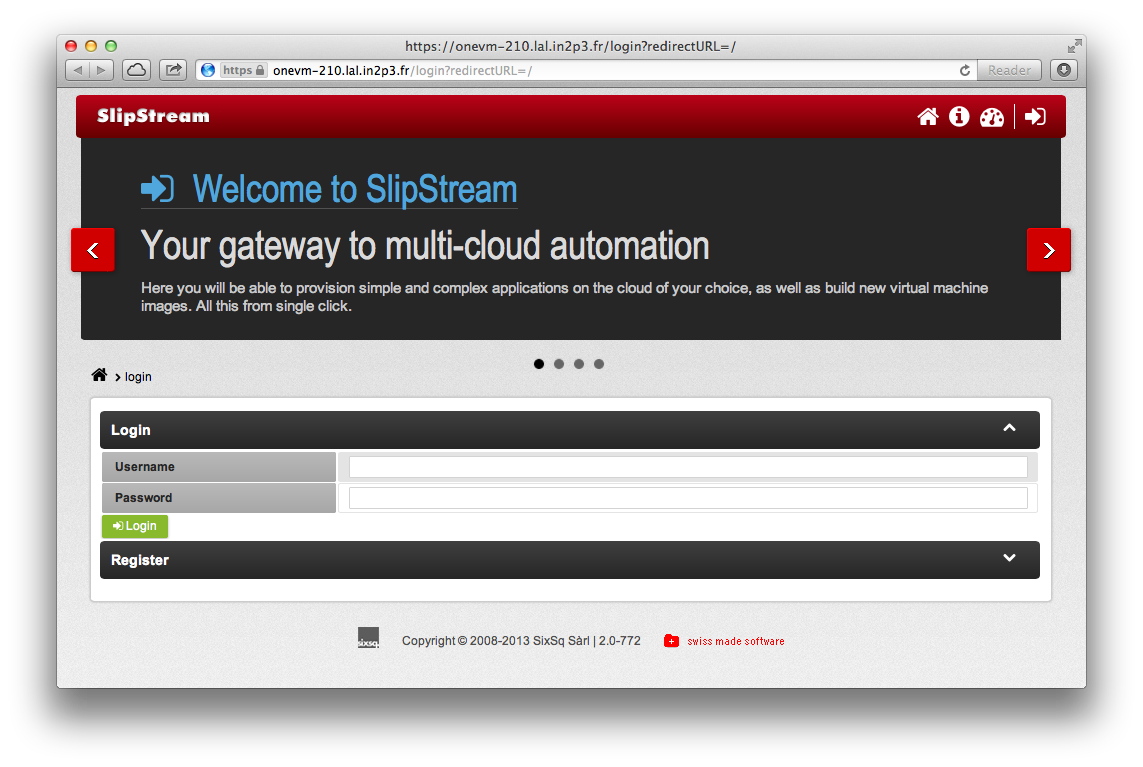 https://onevm-210.lal.in2p3.fr/login?redirectURL=/
https onevm-210.lal.in2p3.fr/login?redirectURL=/ Reader
SlipStream
Welcome to SlipStream
Your gateway to multi-cloud automation
Here you will be able to provision simple and complex applications on the cloud of your choice, as well as build new virtual machine
images. All this from single click.
login
Login
Username
Password
Login
Register
sixsq Copyright © 2008-2013 SixSq Sàrl | 2.0-772 swiss made software